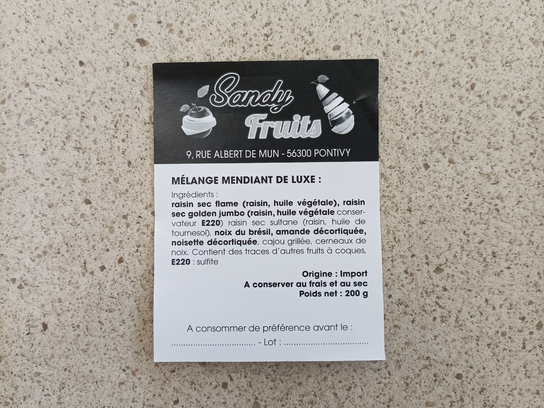 Sandy
Fruits
9, RUE ALBERT DE MUN - 56300 PONTIVY
MÉLANGE MENDIANT DE LUXE :
Ingrédients :
raisin sec flame (raisin, huile végétale), raisin
sec golden jumbo (raisin, huile végétale conser-
vateur E220) raisin sec sultane (raisin, huile de
tournesol), noix du brésil, amande décortiquée,
noisette décortiquée, cajou grillée, cerneaux de
noix. Contient des traces d'autres fruits à coques,
E220 : sulfite
Origine : Import
A conserver au frais et au sec
Poids net : 200 g
A consommer de préférence avant le :
.................................. - Lot : ..................................